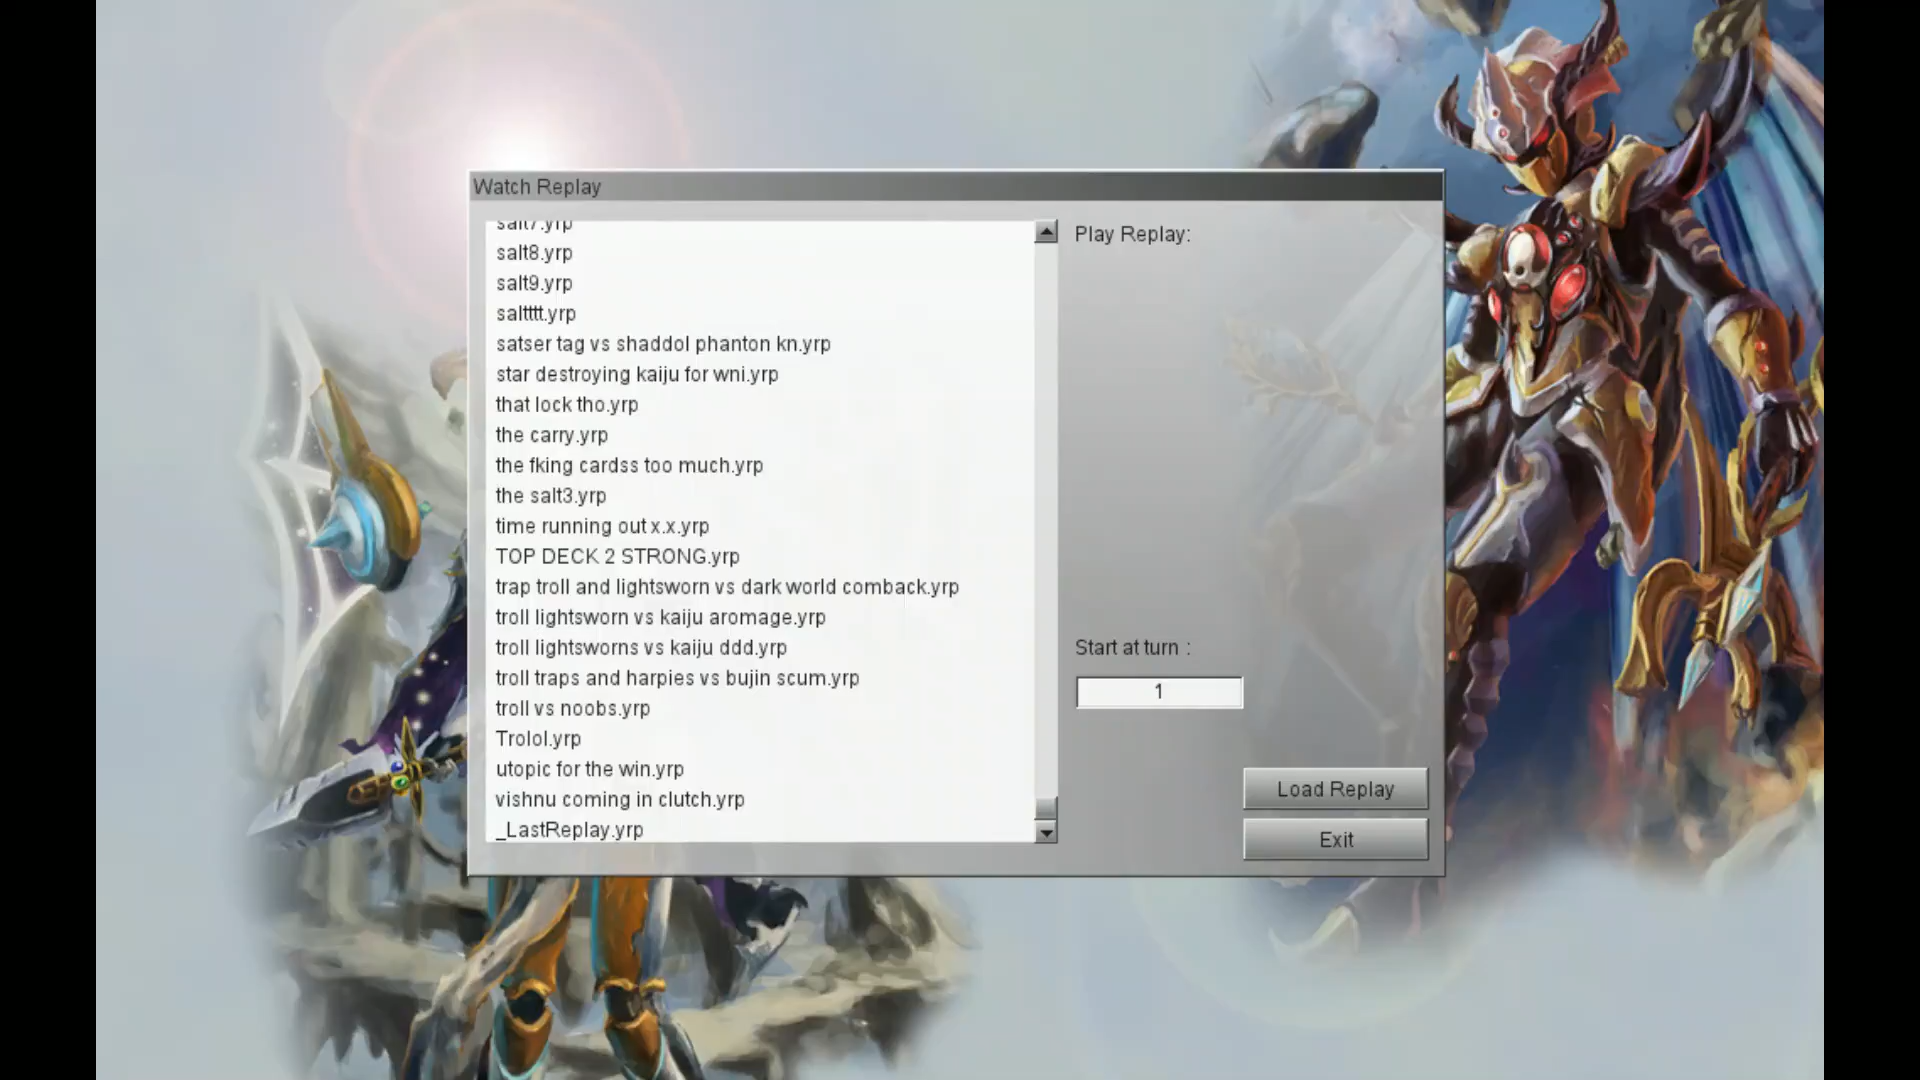 Watch Replay
salt7.yrp
salt8.yrp
salt9.yrp
saltttt.yrp
satser tag vs shaddol phanton kn.yrp
star destroying kaiju for wni.yrp
that lock tho.yrp
the carry.yrp
the fking cardss too much.yrp
the salt3.yrp
time running out x.x.yrp
TOP DECK 2 STRONG.yrp
trap troll and lightsworn vs dark world comback.yrp
troll lightsworn vs kaiju aromage.yrp
troll lightsworns vs kaiju ddd.yrp
troll traps and harpies vs bujin scum.yrp
troll vs noobs.yrp
Trolol.yrp
utopic for the win.yrp
vishnu coming in clutch.yrp
_LastReplay.yrp
Play Replay:
Start at turn :
1
Load Replay
Exit